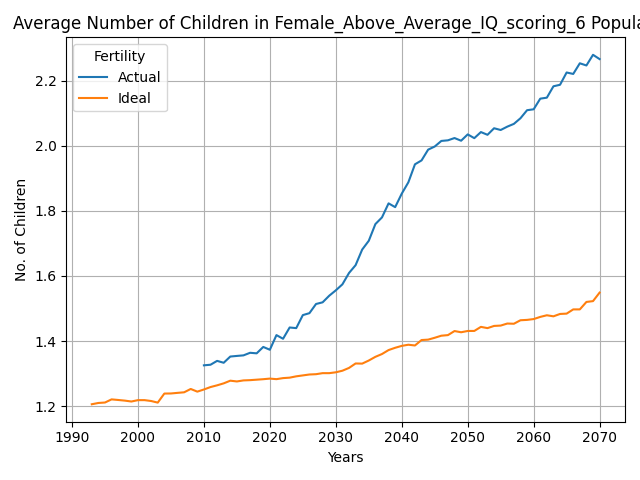 Average Number of Children in Female_Above_Average_IQ_scoring_6 Popula
Fertility
Actual
Ideal
2.2
2.0
1.8
1.6
1.4
1.2
No. of Children
1990 2000 2010 2020 2030 2040 2050 2060 2070
Years